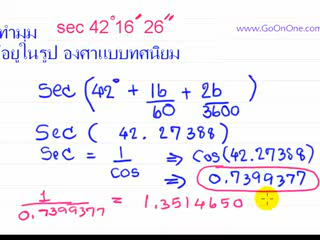 ทำมุม sec 42° 16′ 26″
www.GoOnOne.com
อยู่ในรูป องศาแบบทศนิยม
Sec (42° + 16/60 + 26/3600)
Sec ( 42.27388)
Sec = 1/cos ⇒ Cos(42.27388)
⇒ 0.7399377
1/0.7399377 = 1.3514650